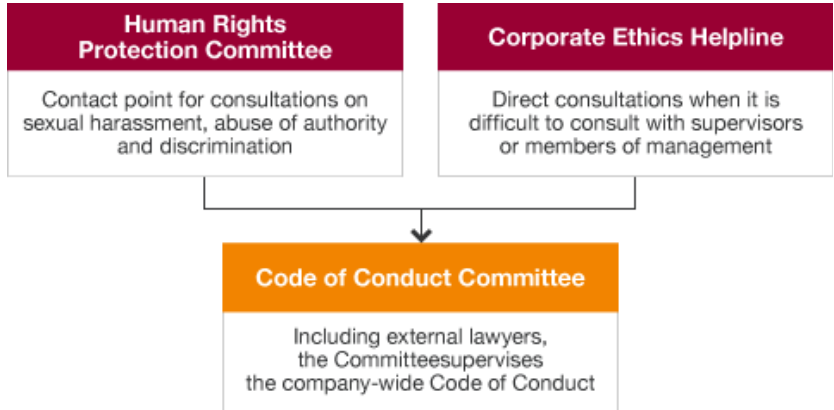 Human Rights
Protection Committee
Contact point for consultations on
sexual harassment, abuse of authority
and discrimination
Corporate Ethics Helpline
Direct consultations when it is
difficult to consult with supervisors
or members of management
Code of Conduct Committee
Including external lawyers,
the Committeesupervises
the company-wide Code of Conduct